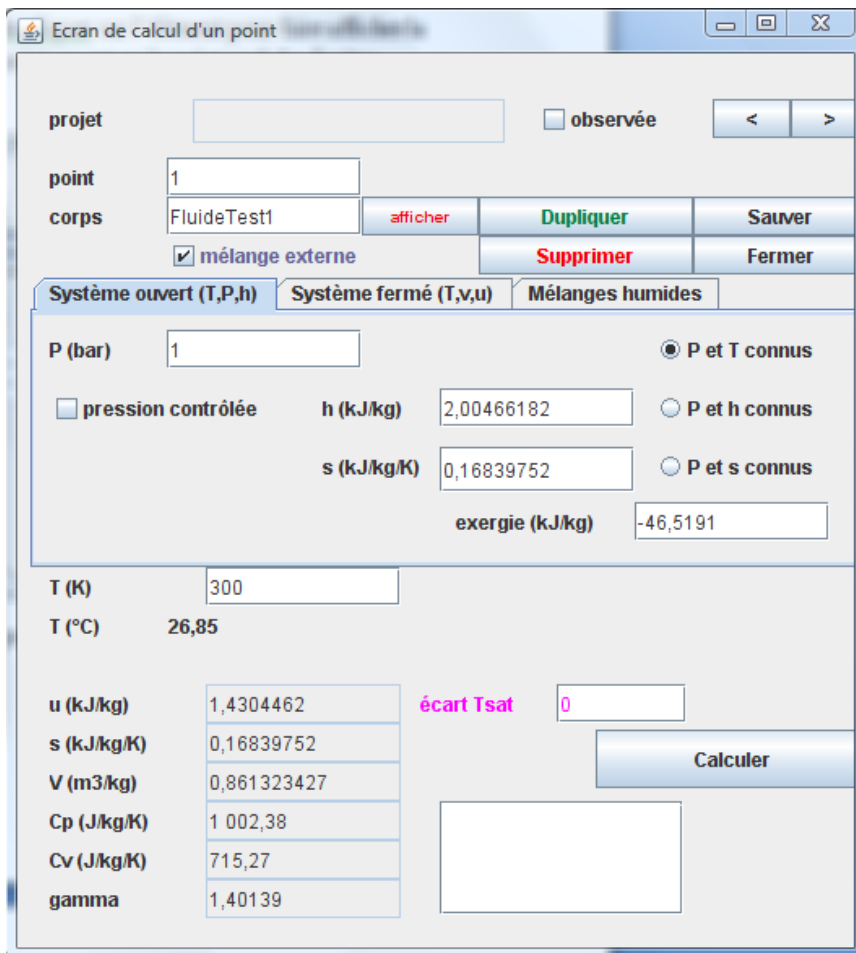 Ecran de calcul d'un point
projet observée < >
point 1
corps FluideTest1 afficher Dupliquer Sauver
mélange externe Supprimer Fermer
Système ouvert (T,P,h) Système fermé (T,v,u) Mélanges humides
P (bar) 1 P et T connus
pression contrôlée h (kJ/kg) 2,00466182 P et h connus
s (kJ/kg/K) 0,16839752 P et s connus
exergie (kJ/kg) -46,5191
T (K) 300
T (°C) 26,85
u (kJ/kg) 1,4304462 écart Tsat 0
s (kJ/kg/K) 0,16839752
Calculer
V (m3/kg) 0,861323427
Cp (J/kg/K) 1 002,38
Cv (J/kg/K) 715,27
gamma 1,40139